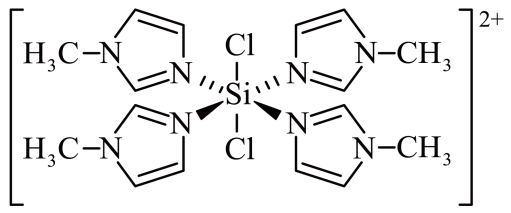 2+
H₃C N N Cl N N CH₃
Si
H₃C N N Cl N N CH₃